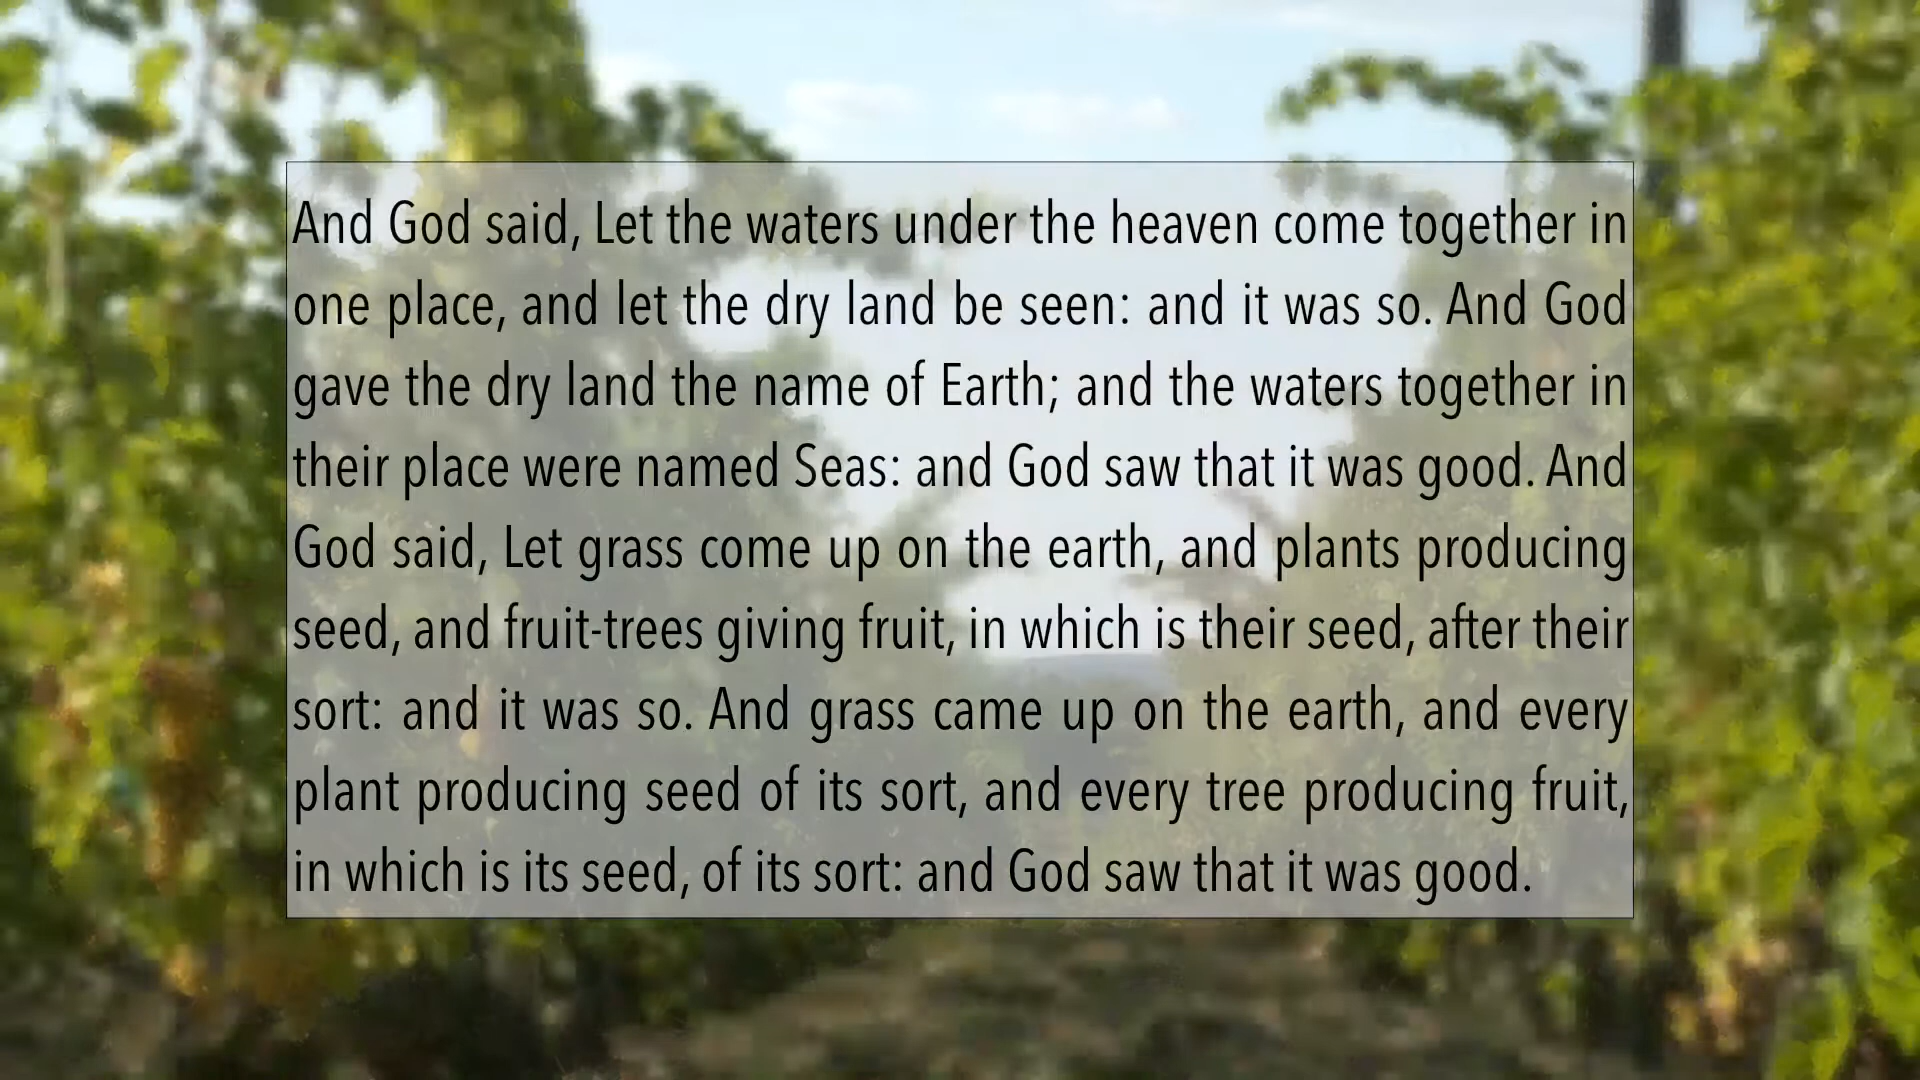 And God said, Let the waters under the heaven come together in
one place, and let the dry land be seen: and it was so. And God
gave the dry land the name of Earth; and the waters together in
their place were named Seas: and God saw that it was good. And
God said, Let grass come up on the earth, and plants producing
seed, and fruit-trees giving fruit, in which is their seed, after their
sort: and it was so. And grass came up on the earth, and every
plant producing seed of its sort, and every tree producing fruit,
in which is its seed, of its sort: and God saw that it was good.